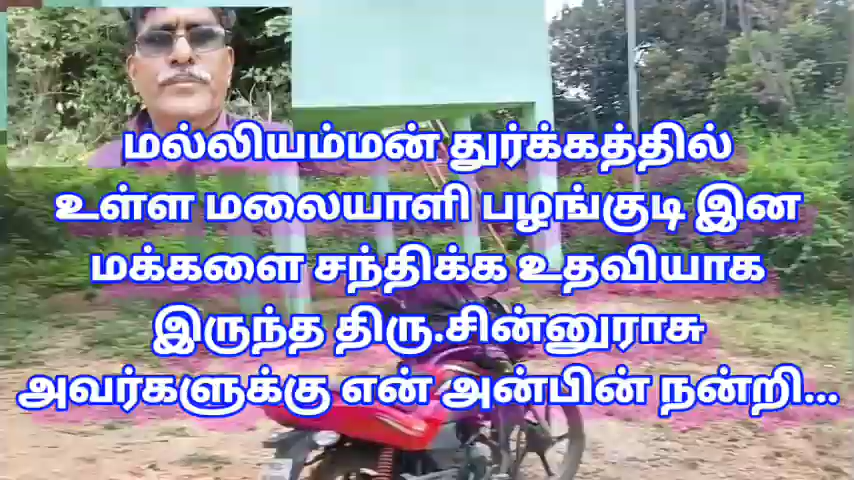 மல்லியம்மன் துர்க்கத்தில்
உள்ள மலையாளி பழங்குடி இன
மக்களை சந்திக்க உதவியாக
இருந்த திரு.சின்னுராசு
அவர்களுக்கு என் அன்பின் நன்றி...